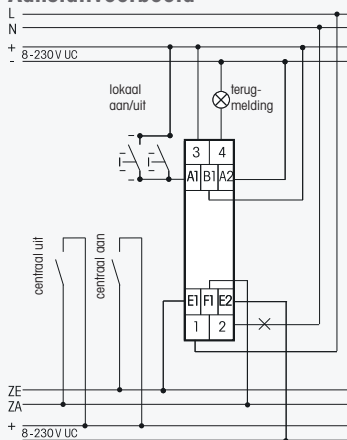 Aansluitvoorbeeld
L
N
+
8-230V UC
-
lokaal
aan/uit
terug-
melding
3 4
A1 B1 A2
centraal uit
centraal aan
E1 F1 E2
1 2
ZE
ZA
+
8-230V UC